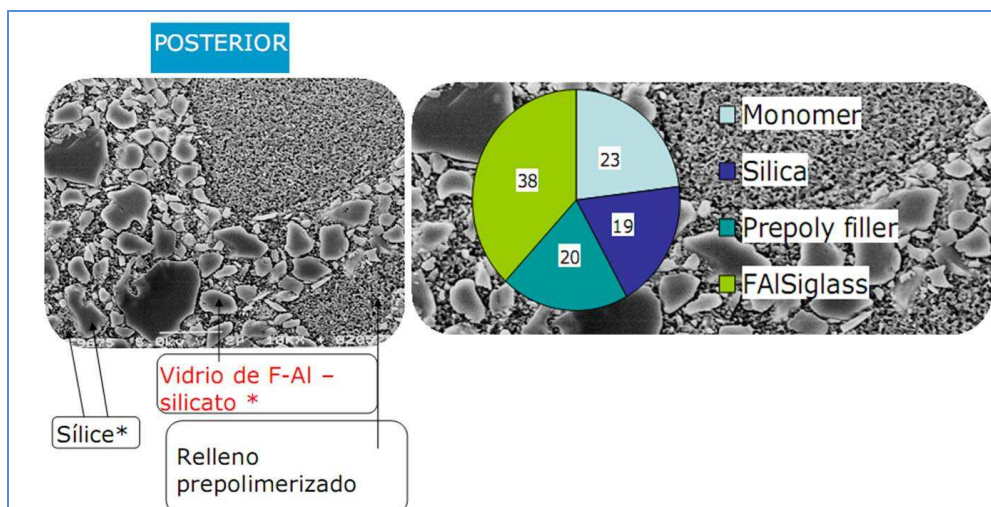 POSTERIOR
Monomer
23
Silica
38
19
Prepoly filler
20
FAlSiglass
Vidrio de F-Al –
silicato *
Sílice*
Relleno
prepolimerizado